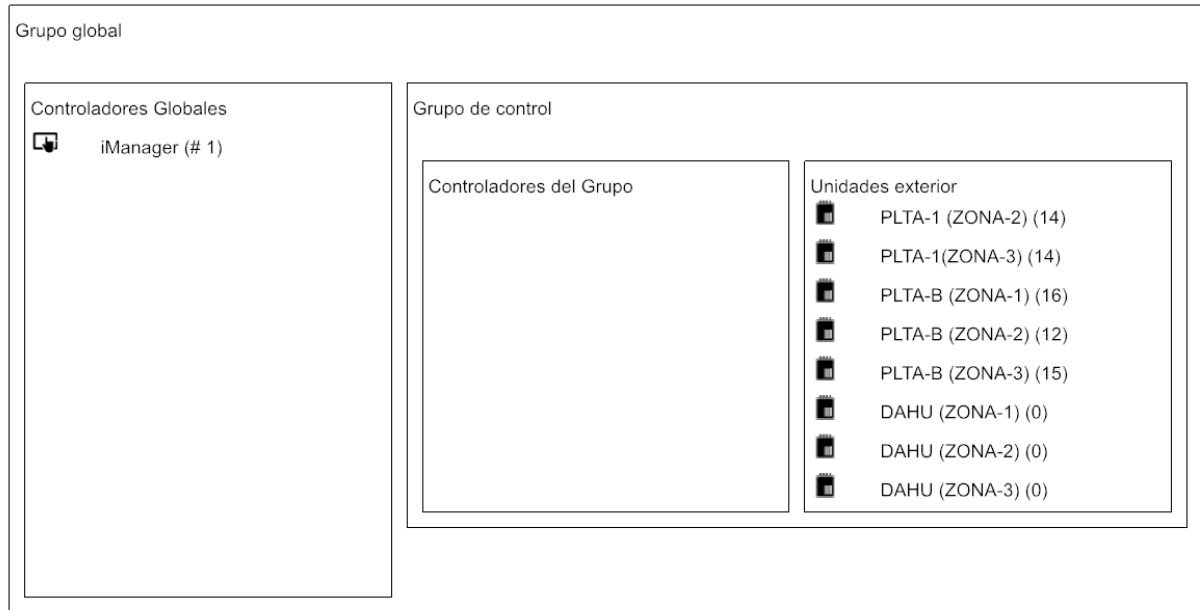 Grupo global
Controladores Globales
iManager (# 1)
Grupo de control
Controladores del Grupo
Unidades exterior
PLTA-1 (ZONA-2) (14)
PLTA-1(ZONA-3) (14)
PLTA-B (ZONA-1) (16)
PLTA-B (ZONA-2) (12)
PLTA-B (ZONA-3) (15)
DAHU (ZONA-1) (0)
DAHU (ZONA-2) (0)
DAHU (ZONA-3) (0)